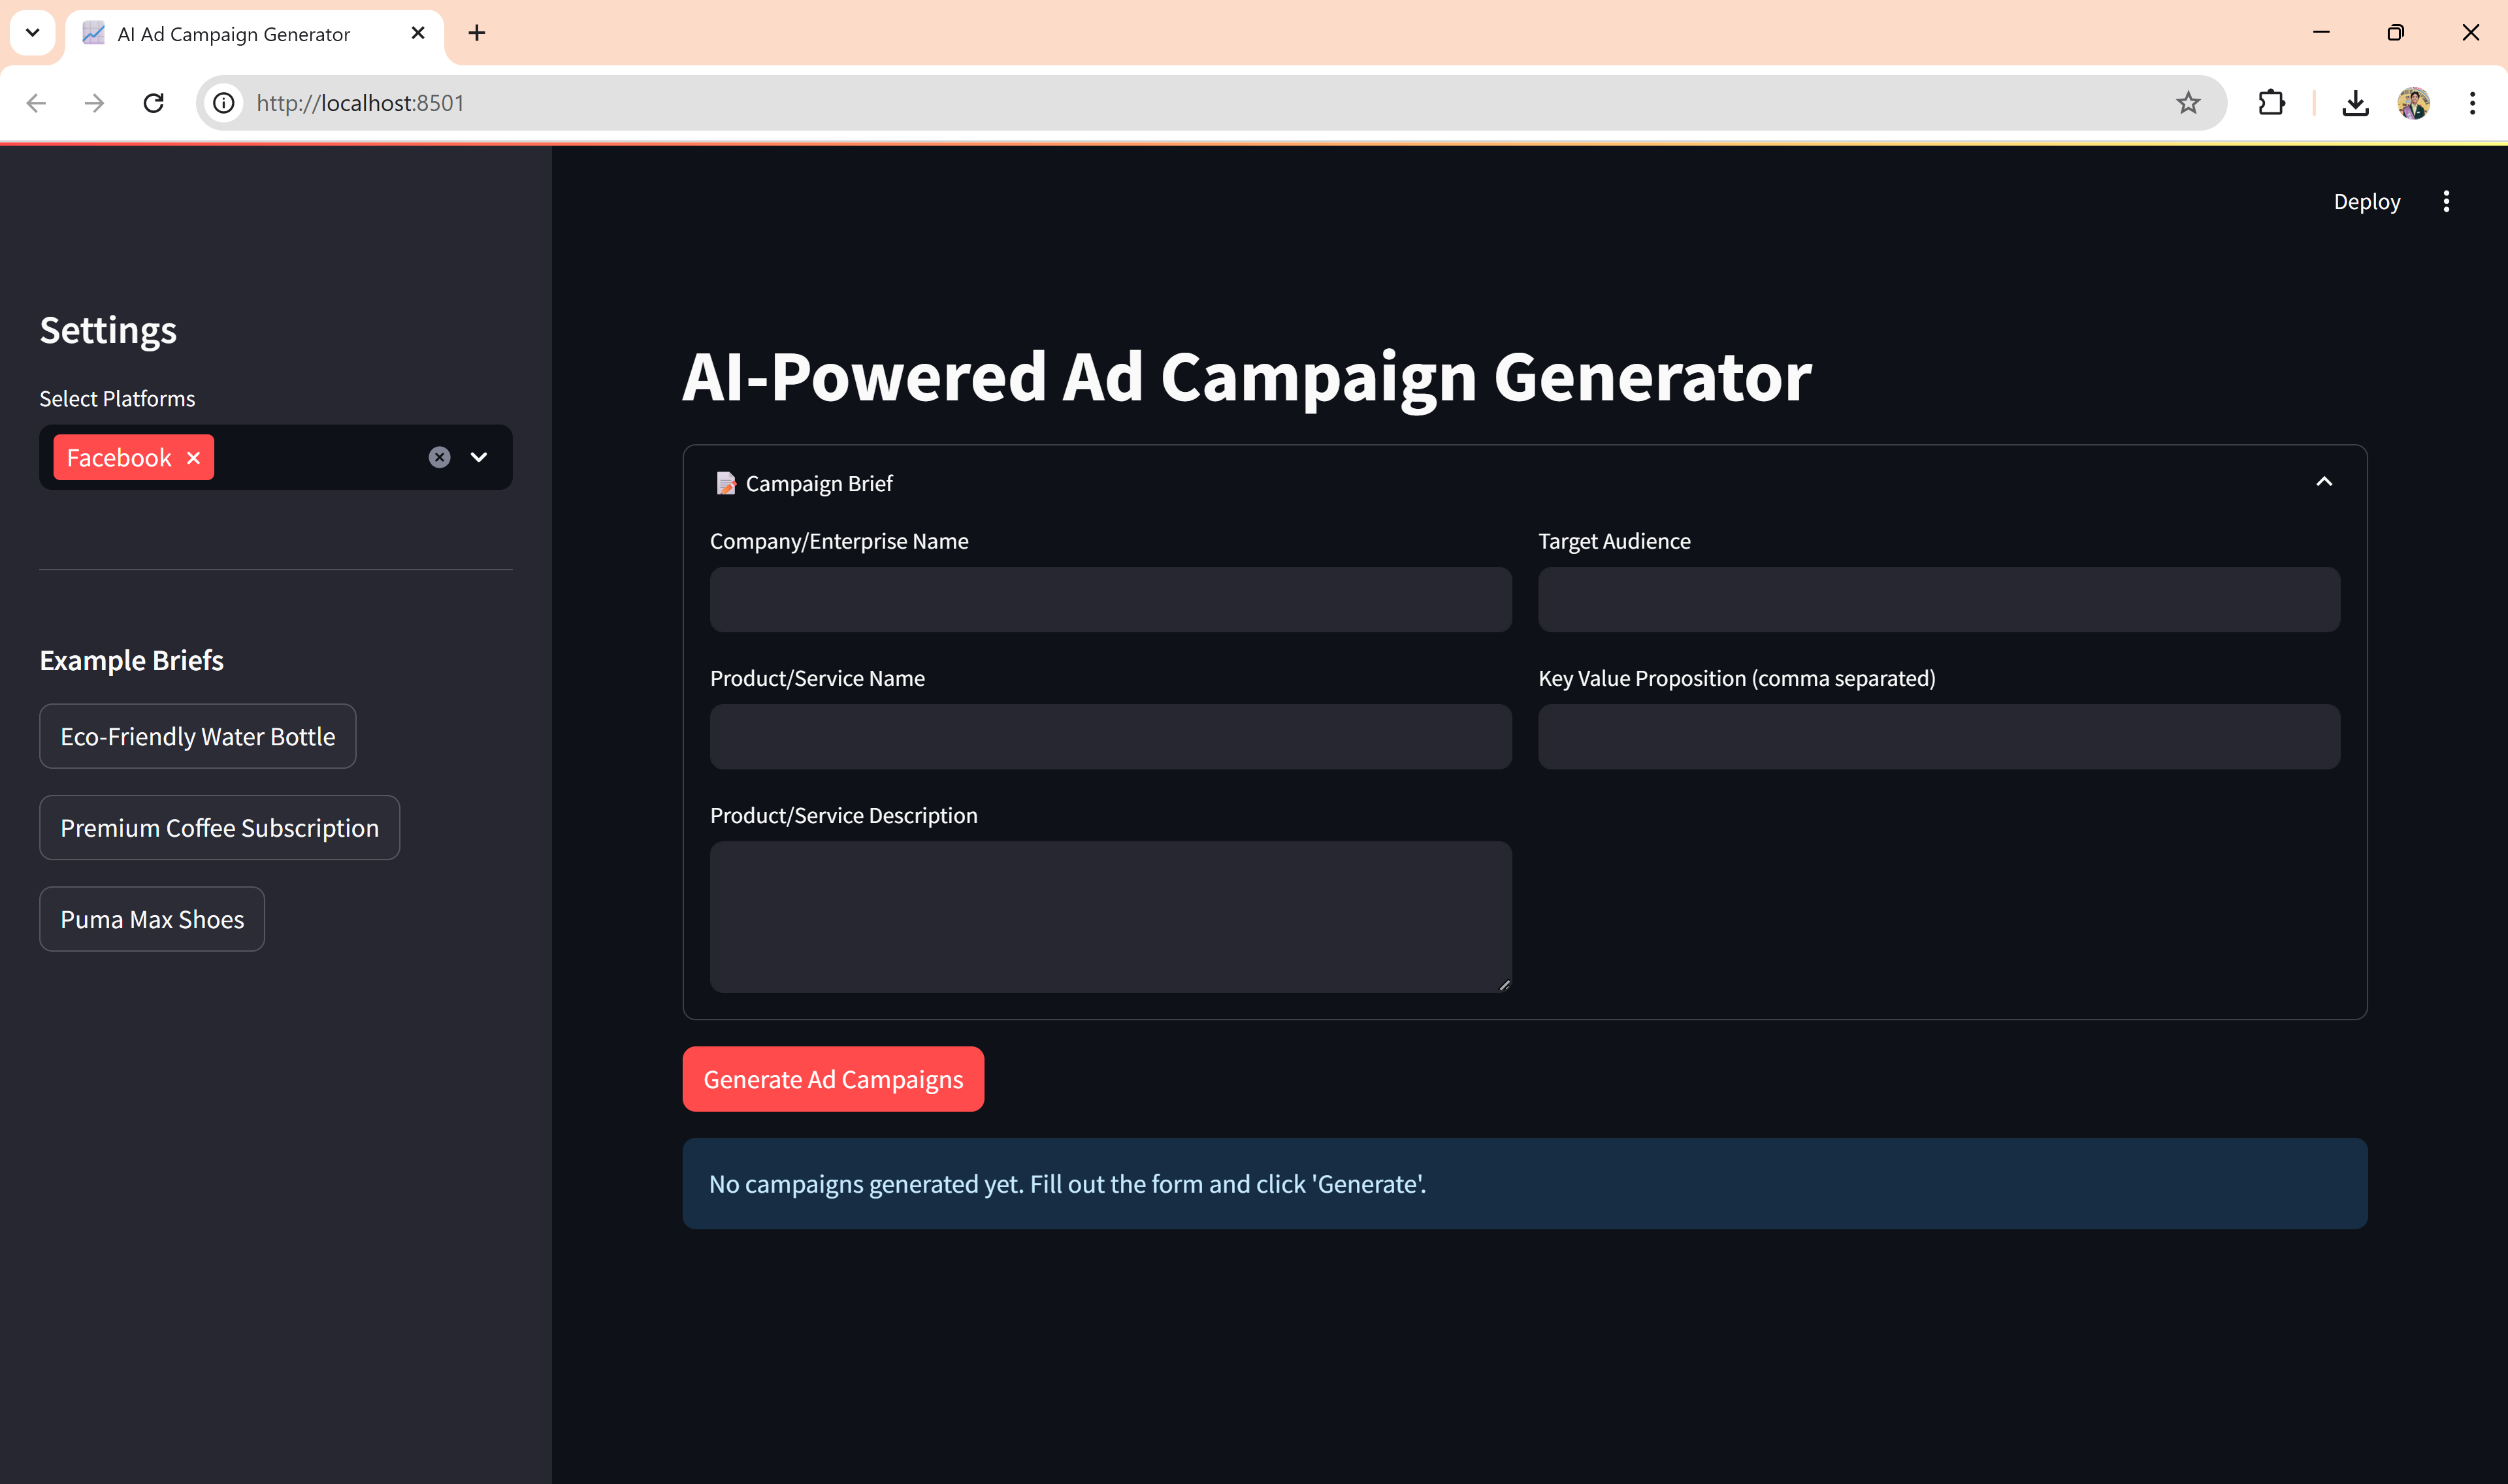 AI Ad Campaign Generator
http://localhost:8501
Deploy
Settings
Select Platforms
Facebook
Example Briefs
Eco-Friendly Water Bottle
Premium Coffee Subscription
Puma Max Shoes
AI-Powered Ad Campaign Generator
Campaign Brief
Company/Enterprise Name
Target Audience
Product/Service Name
Key Value Proposition (comma separated)
Product/Service Description
Generate Ad Campaigns
No campaigns generated yet. Fill out the form and click 'Generate'.